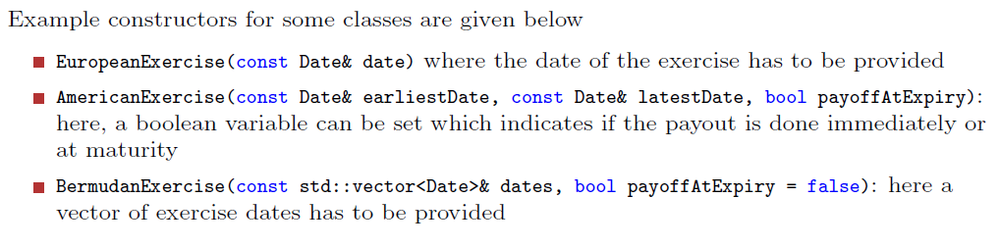 Example constructors for some classes are given below
EuropeanExercise(const Date& date) where the date of the exercise has to be provided
AmericanExercise(const Date& earliestDate, const Date& latestDate, bool payoffAtExpiry):
here, a boolean variable can be set which indicates if the payout is done immediately or
at maturity
BermudanExercise(const std::vector<Date>& dates, bool payoffAtExpiry = false): here a
vector of exercise dates has to be provided